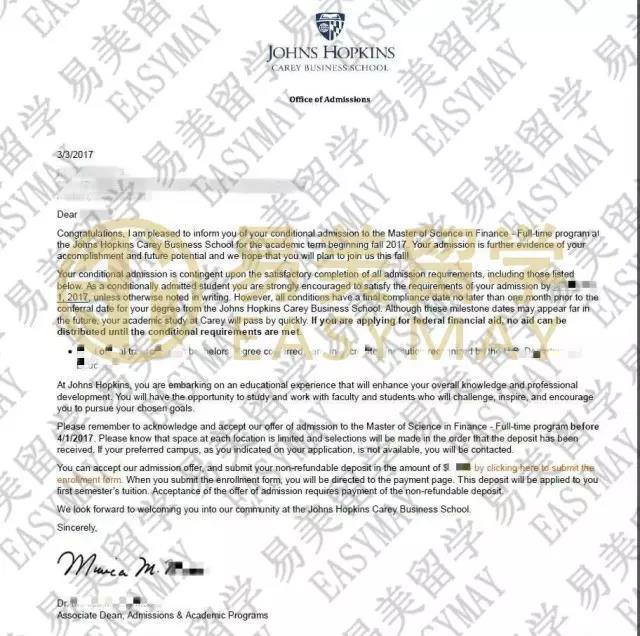 JOHNS HOPKINS
CAREY BUSINESS SCHOOL
Office of Admissions
3/3/2017
Dear
Congratulations, I am pleased to inform you of your conditional admission to the Master of Science in Finance - Full-time program at
the Johns Hopkins Carey Business School for the academic term beginning fall 2017. Your admission is further evidence of your
accomplishment and future potential and we hope that you will plan to join us this fall!
Your conditional admission is contingent upon the satisfactory completion of all admission requirements, including those listed
below. As a conditionally admitted student you are strongly encouraged to satisfy the requirements of your admission by
1, 2017, unless otherwise noted in writing. However, all conditions have a final compliance date no later than one month prior to the
conferral date for your degree from the Johns Hopkins Carey Business School. Although these milestone dates may appear far in
the future, your academic study at Carey will pass by quickly. If you are applying for federal financial aid, no aid can be
distributed until the conditional requirements are met.
At Johns Hopkins, you are embarking on an educational experience that will enhance your overall knowledge and professional
development. You will have the opportunity to study and work with faculty and students who will challenge, inspire, and encourage
you to pursue your chosen goals.
Please remember to acknowledge and accept our offer of admission to the Master of Science in Finance - Full-time program before
4/1/2017. Please know that space at each location is limited and selections will be made in the order that the deposit has been
received. If your preferred campus, as you indicated on your application, is not available, you will be contacted.
You can accept our admission offer, and submit your non-refundable deposit in the amount of $ by clicking here to submit the
enrollment form. When you submit the enrollment form, you will be directed to the payment page. This deposit will be applied to you
first semester's tuition. Acceptance of the offer of admission requires payment of the non-refundable deposit.
We look forward to welcoming you into our community at the Johns Hopkins Carey Business School.
Sincerely,
Dr.
Associate Dean, Admissions & Academic Programs
易美留学
EASYMAY